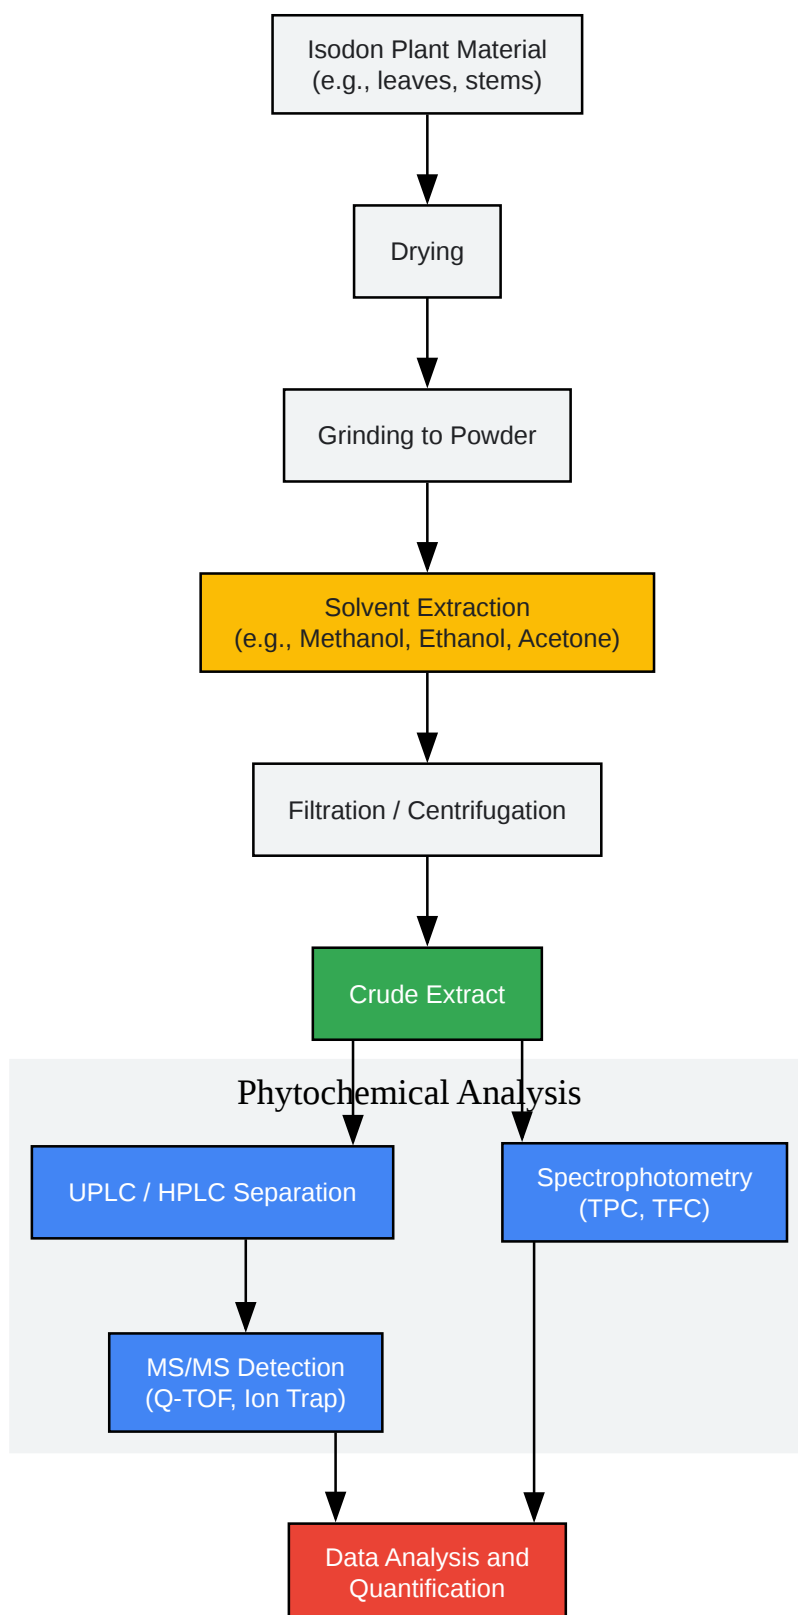 Isodon Plant Material
(e.g., leaves, stems)
Drying
Grinding to Powder
Solvent Extraction
(e.g., Methanol, Ethanol, Acetone)
Filtration / Centrifugation
Crude Extract
Phytochemical Analysis
UPLC / HPLC Separation
Spectrophotometry
(TPC, TFC)
MS/MS Detection
(Q-TOF, Ion Trap)
Data Analysis and
Quantification